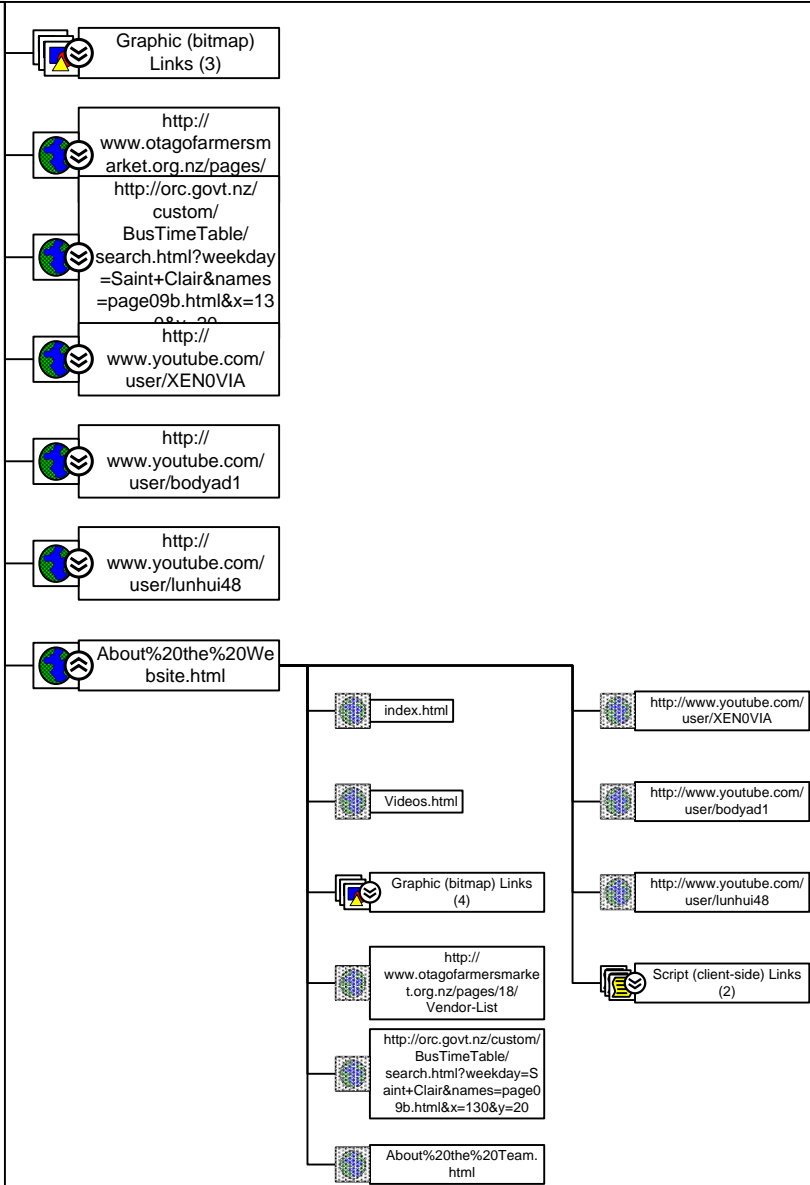 Graphic (bitmap)
Links (3)
http://
www.otagofarmersm
arket.org.nz/pages/
http://orc.govt.nz/
custom/
BusTimeTable/
search.html?weekday
=Saint+Clair&names
=page09b.html&x=13
0&y=20
http://
www.youtube.com/
user/XEN0VIA
http://
www.youtube.com/
user/bodyad1
http://
www.youtube.com/
user/lunhui48
About%20the%20We
bsite.html
index.html
Videos.html
Graphic (bitmap) Links
(4)
http://
www.otagofarmersmarke
t.org.nz/pages/18/
Vendor-List
http://orc.govt.nz/custom/
BusTimeTable/
search.html?weekday=S
aint+Clair&names=page0
9b.html&x=130&y=20
About%20the%20Team.
html
http://www.youtube.com/
user/XEN0VIA
http://www.youtube.com/
user/bodyad1
http://www.youtube.com/
user/lunhui48
Script (client-side) Links
(2)